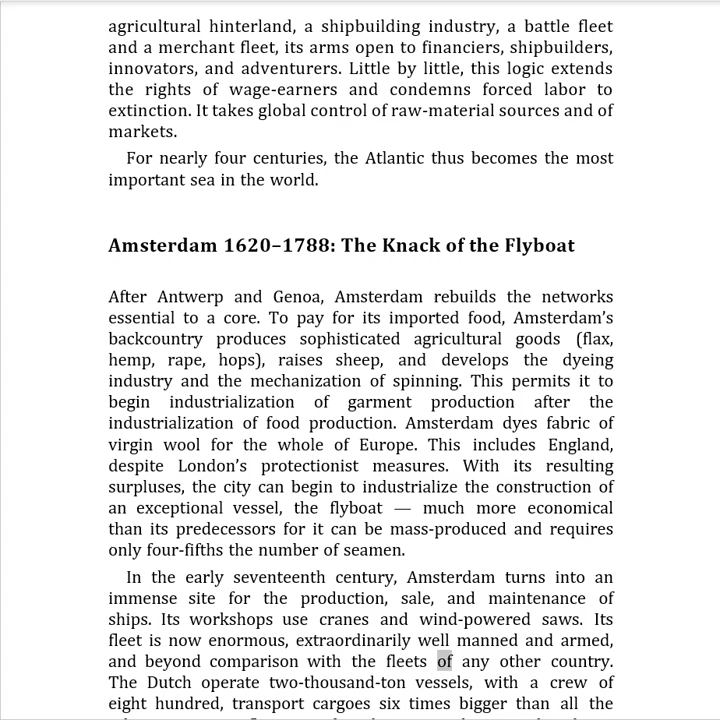 agricultural hinterland, a shipbuilding industry, a battle fleet
and a merchant fleet, its arms open to financiers, shipbuilders,
innovators, and adventurers. Little by little, this logic extends
the rights of wage-earners and condemns forced labor to
extinction. It takes global control of raw-material sources and of
markets.
For nearly four centuries, the Atlantic thus becomes the most
important sea in the world.
Amsterdam 1620–1788: The Knack of the Flyboat
After Antwerp and Genoa, Amsterdam rebuilds the networks
essential to a core. To pay for its imported food, Amsterdam’s
backcountry produces sophisticated agricultural goods (flax,
hemp, rape, hops), raises sheep, and develops the dyeing
industry and the mechanization of spinning. This permits it to
begin industrialization of garment production after the
industrialization of food production. Amsterdam dyes fabric of
virgin wool for the whole of Europe. This includes England,
despite London’s protectionist measures. With its resulting
surpluses, the city can begin to industrialize the construction of
an exceptional vessel, the flyboat — much more economical
than its predecessors for it can be mass-produced and requires
only four-fifths the number of seamen.
In the early seventeenth century, Amsterdam turns into an
immense site for the production, sale, and maintenance of
ships. Its workshops use cranes and wind-powered saws. Its
fleet is now enormous, extraordinarily well manned and armed,
and beyond comparison with the fleets of any other country.
The Dutch operate two-thousand-ton vessels, with a crew of
eight hundred, transport cargoes six times bigger than all the